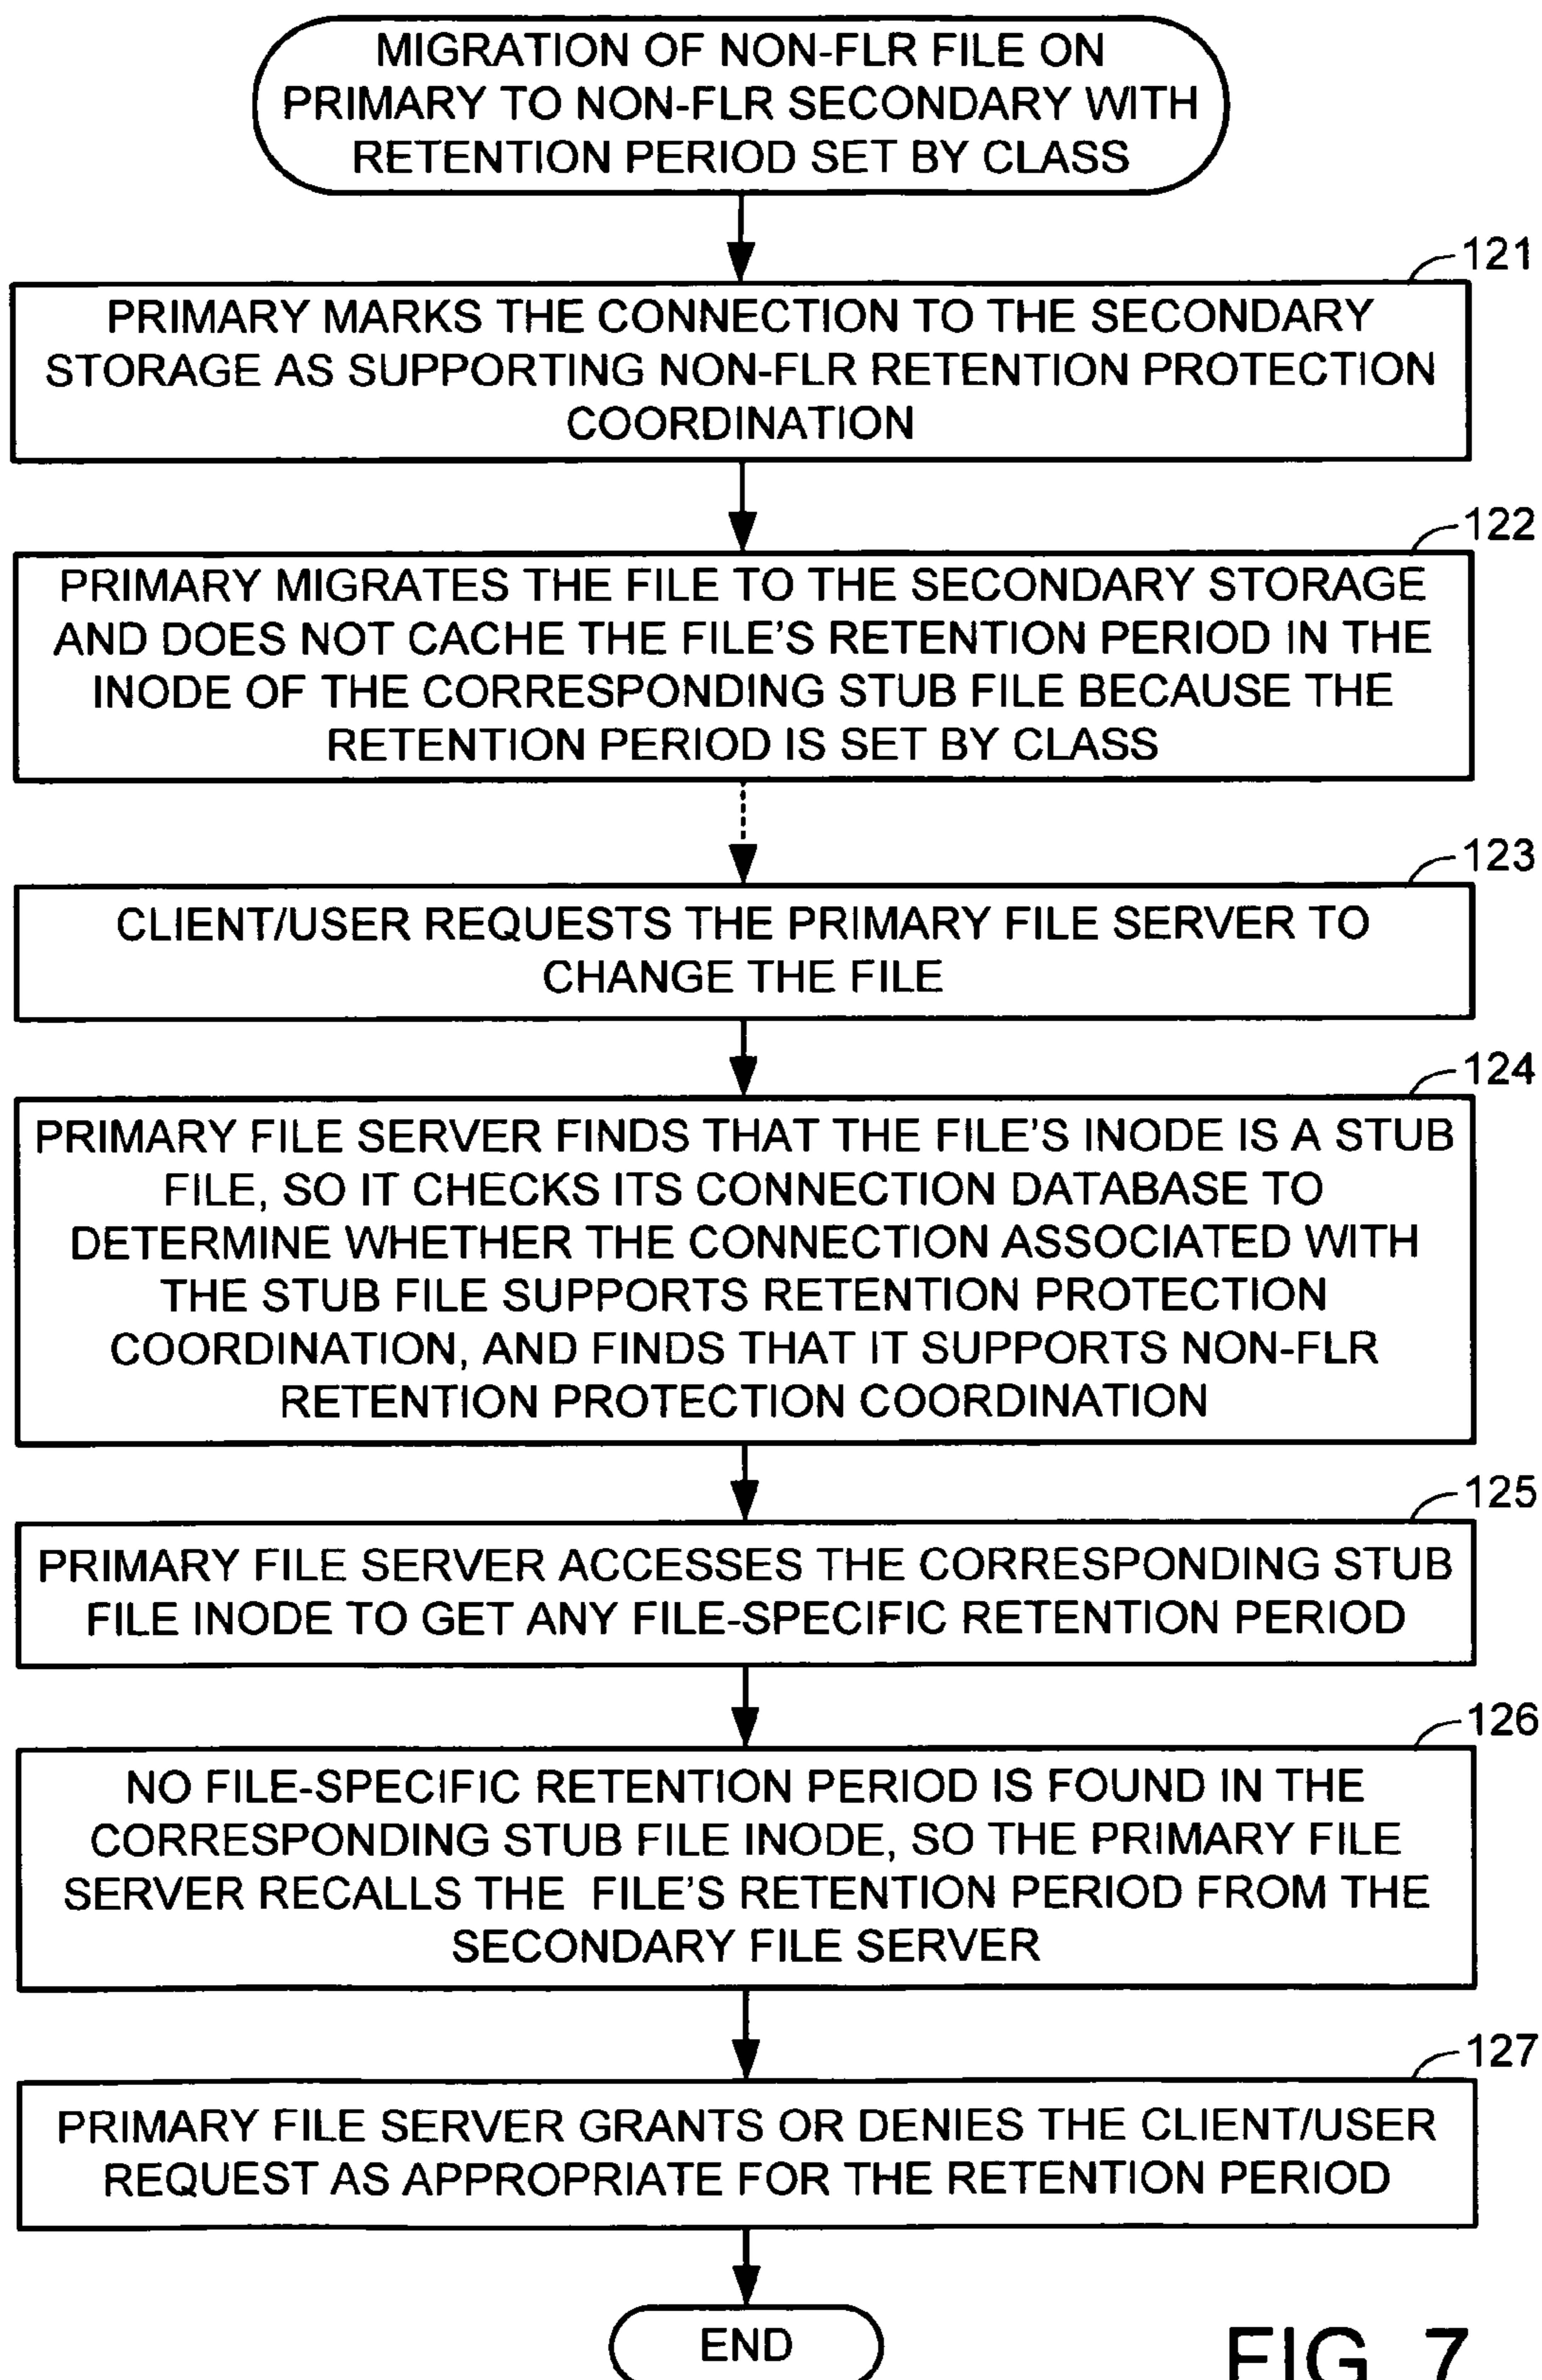 MIGRATION OF NON-FLR FILE ON
PRIMARY TO NON-FLR SECONDARY WITH
RETENTION PERIOD SET BY CLASS
121
PRIMARY MARKS THE CONNECTION TO THE SECONDARY
STORAGE AS SUPPORTING NON-FLR RETENTION PROTECTION
COORDINATION
122
PRIMARY MIGRATES THE FILE TO THE SECONDARY STORAGE
AND DOES NOT CACHE THE FILE'S RETENTION PERIOD IN THE
INODE OF THE CORRESPONDING STUB FILE BECAUSE THE
RETENTION PERIOD IS SET BY CLASS
123
CLIENT/USER REQUESTS THE PRIMARY FILE SERVER TO
CHANGE THE FILE
124
PRIMARY FILE SERVER FINDS THAT THE FILE'S INODE IS A STUB
FILE, SO IT CHECKS ITS CONNECTION DATABASE TO
DETERMINE WHETHER THE CONNECTION ASSOCIATED WITH
THE STUB FILE SUPPORTS RETENTION PROTECTION
COORDINATION, AND FINDS THAT IT SUPPORTS NON-FLR
RETENTION PROTECTION COORDINATION
125
PRIMARY FILE SERVER ACCESSES THE CORRESPONDING STUB
FILE INODE TO GET ANY FILE-SPECIFIC RETENTION PERIOD
126
NO FILE-SPECIFIC RETENTION PERIOD IS FOUND IN THE
CORRESPONDING STUB FILE INODE, SO THE PRIMARY FILE
SERVER RECALLS THE FILE'S RETENTION PERIOD FROM THE
SECONDARY FILE SERVER
127
PRIMARY FILE SERVER GRANTS OR DENIES THE CLIENT/USER
REQUEST AS APPROPRIATE FOR THE RETENTION PERIOD
END
FIG. 7